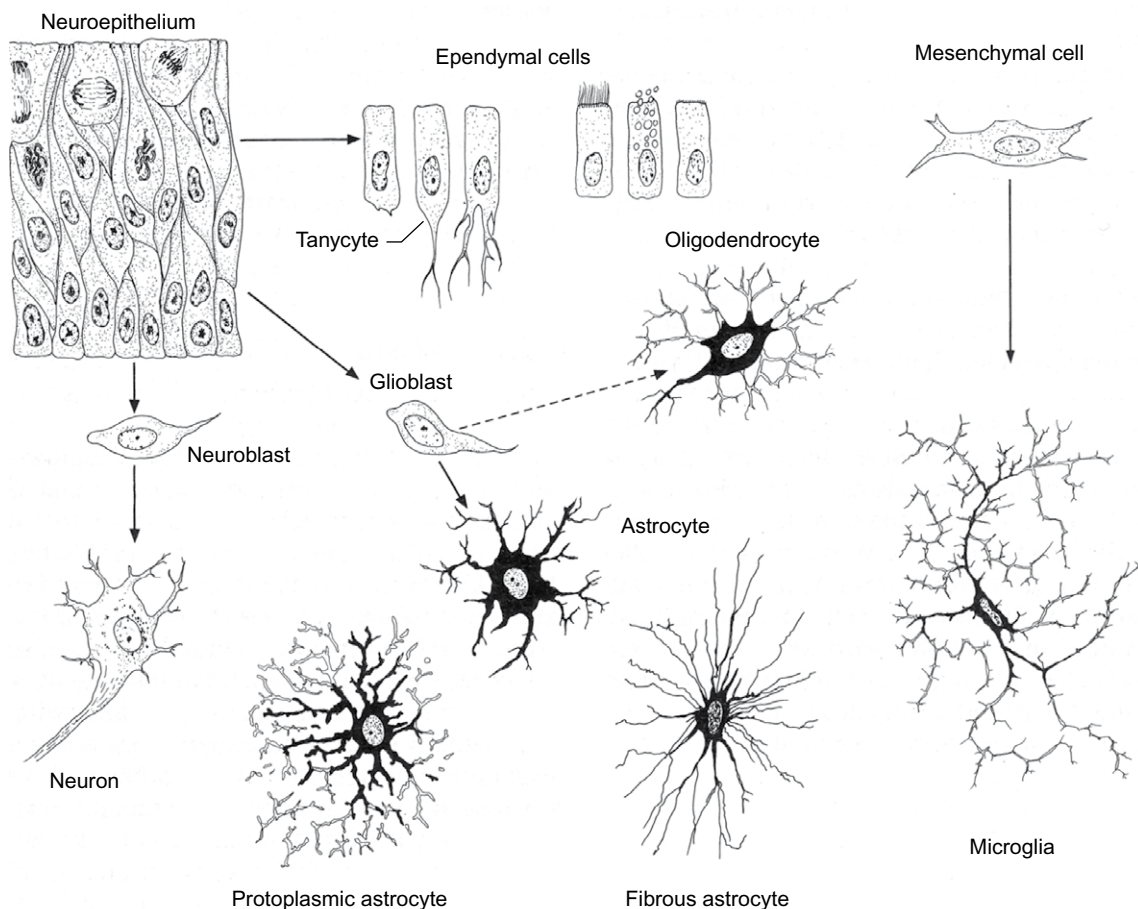 Neuroepithelium
Ependymal cells
Mesenchymal cell
Tanycyte
Oligodendrocyte
Glioblast
Neuroblast
Astrocyte
Neuron
Microglia
Protoplasmic astrocyte
Fibrous astrocyte